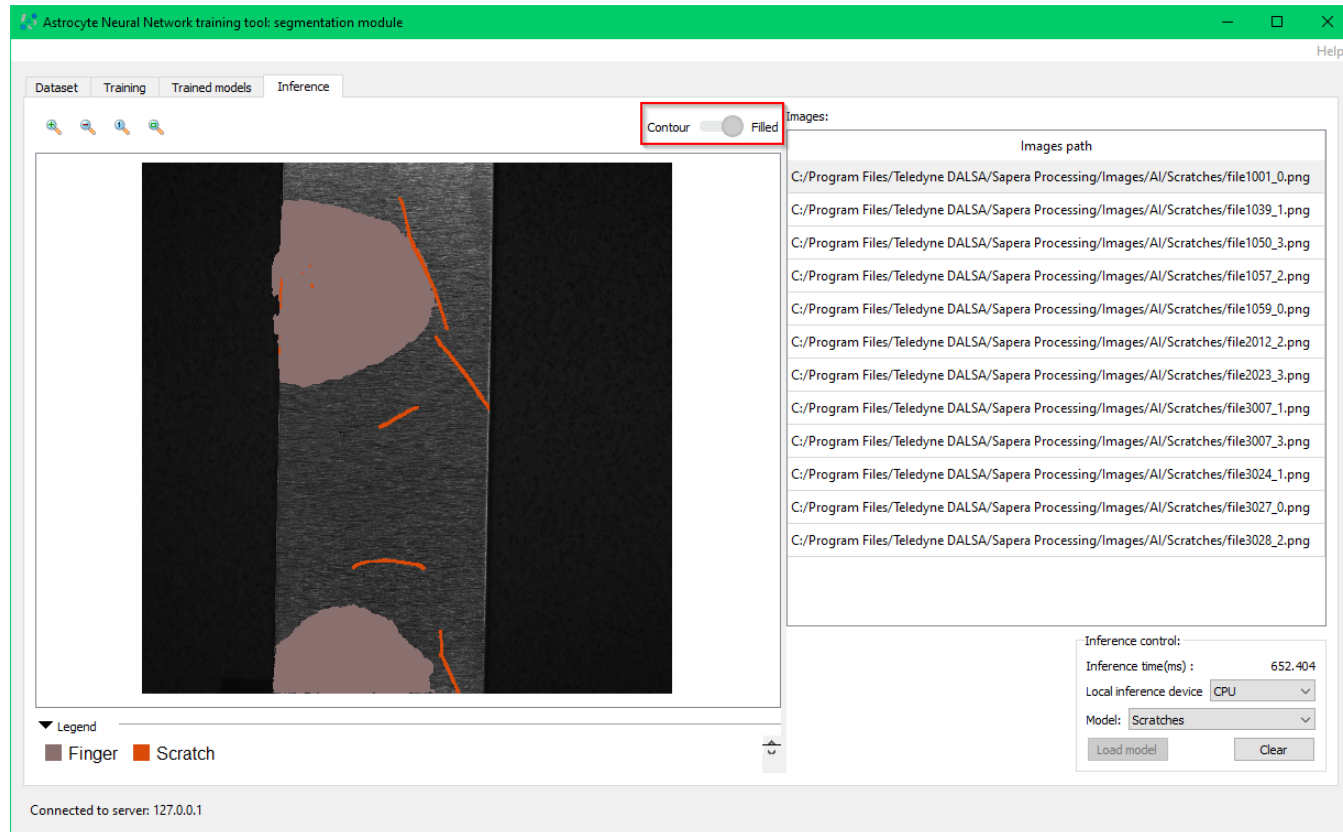 Astrocyte Neural Network training tool: segmentation module
Help
Dataset Training Trained models Inference
Contour Filled
Images:
Images path
C:/Program Files/Teledyne DALSA/Sapera Processing/Images/AI/Scratches/file1001_0.png
C:/Program Files/Teledyne DALSA/Sapera Processing/Images/AI/Scratches/file1039_1.png
C:/Program Files/Teledyne DALSA/Sapera Processing/Images/AI/Scratches/file1050_3.png
C:/Program Files/Teledyne DALSA/Sapera Processing/Images/AI/Scratches/file1057_2.png
C:/Program Files/Teledyne DALSA/Sapera Processing/Images/AI/Scratches/file1059_0.png
C:/Program Files/Teledyne DALSA/Sapera Processing/Images/AI/Scratches/file2012_2.png
C:/Program Files/Teledyne DALSA/Sapera Processing/Images/AI/Scratches/file2023_3.png
C:/Program Files/Teledyne DALSA/Sapera Processing/Images/AI/Scratches/file3007_1.png
C:/Program Files/Teledyne DALSA/Sapera Processing/Images/AI/Scratches/file3007_3.png
C:/Program Files/Teledyne DALSA/Sapera Processing/Images/AI/Scratches/file3024_1.png
C:/Program Files/Teledyne DALSA/Sapera Processing/Images/AI/Scratches/file3027_0.png
C:/Program Files/Teledyne DALSA/Sapera Processing/Images/AI/Scratches/file3028_2.png
Inference control:
Inference time(ms) : 652.404
Local inference device CPU
Model: Scratches
Load model Clear
Legend
Finger Scratch
Connected to server: 127.0.0.1